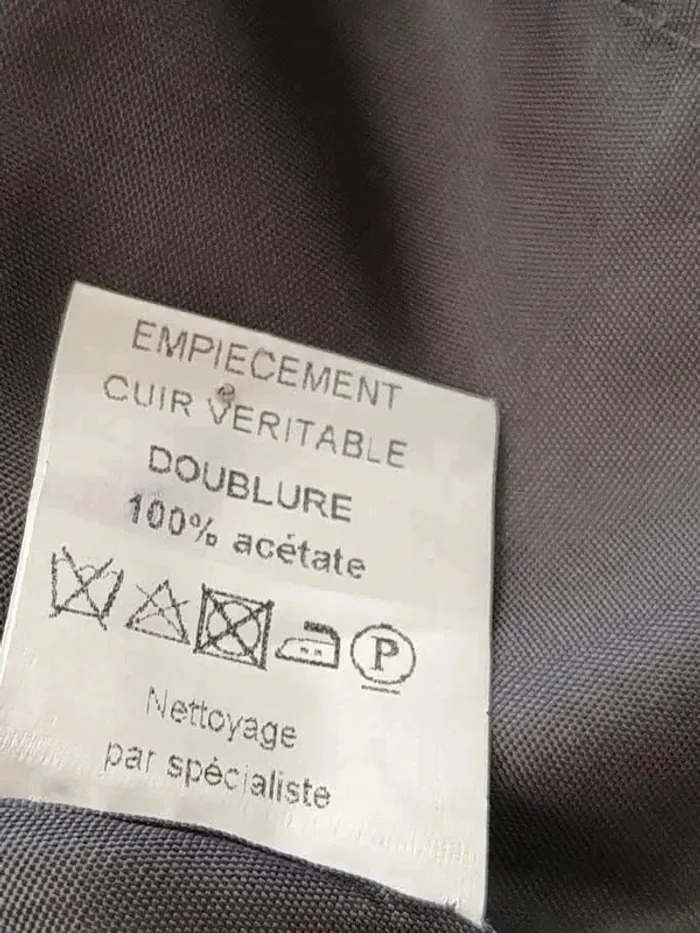 EMPIECEMENT
CUIR VERITABLE
DOUBLURE
100% acétate
P
Nettoyage
par spécialiste